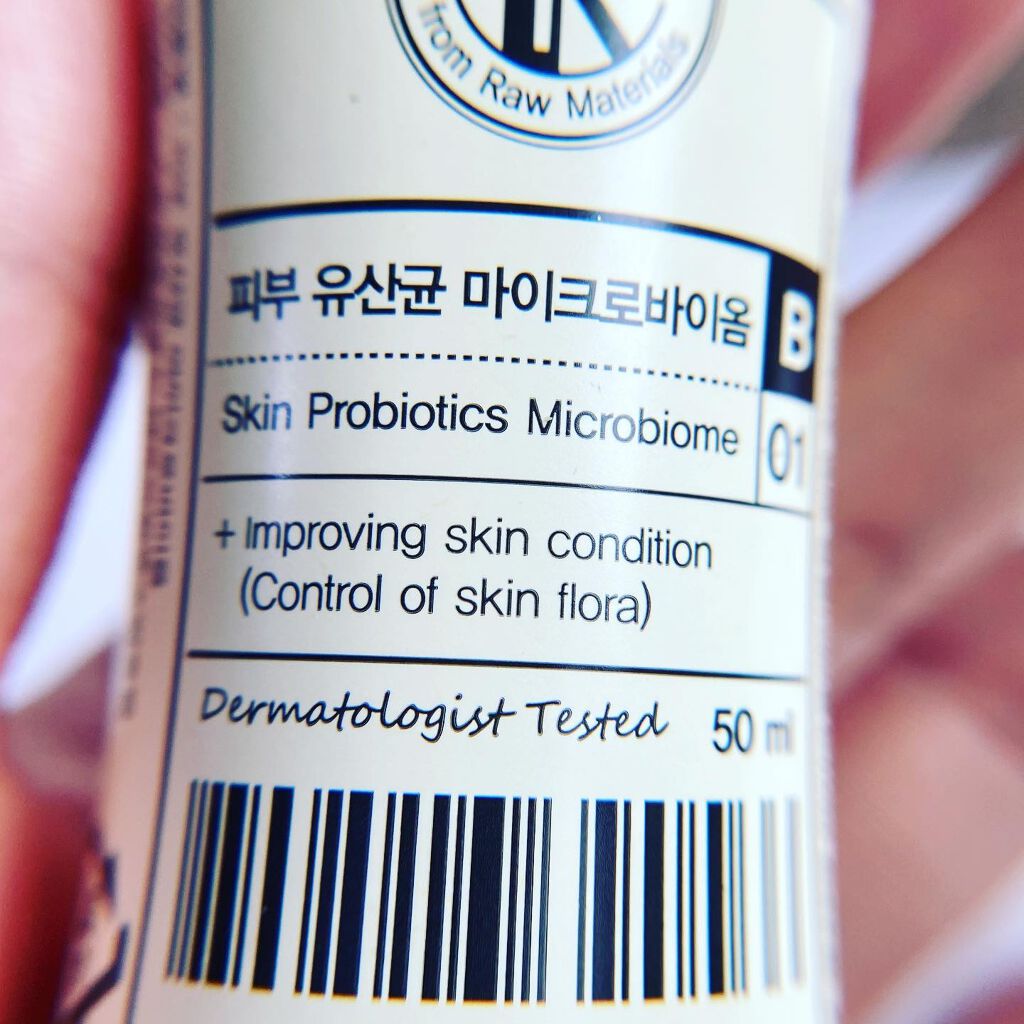 from Raw Materials
피부 유산균 마이크로바이옴
B
Skin Probiotics Microbiome
01
+ Improving skin condition
(Control of skin flora)
Dermatologist Tested 50 ml